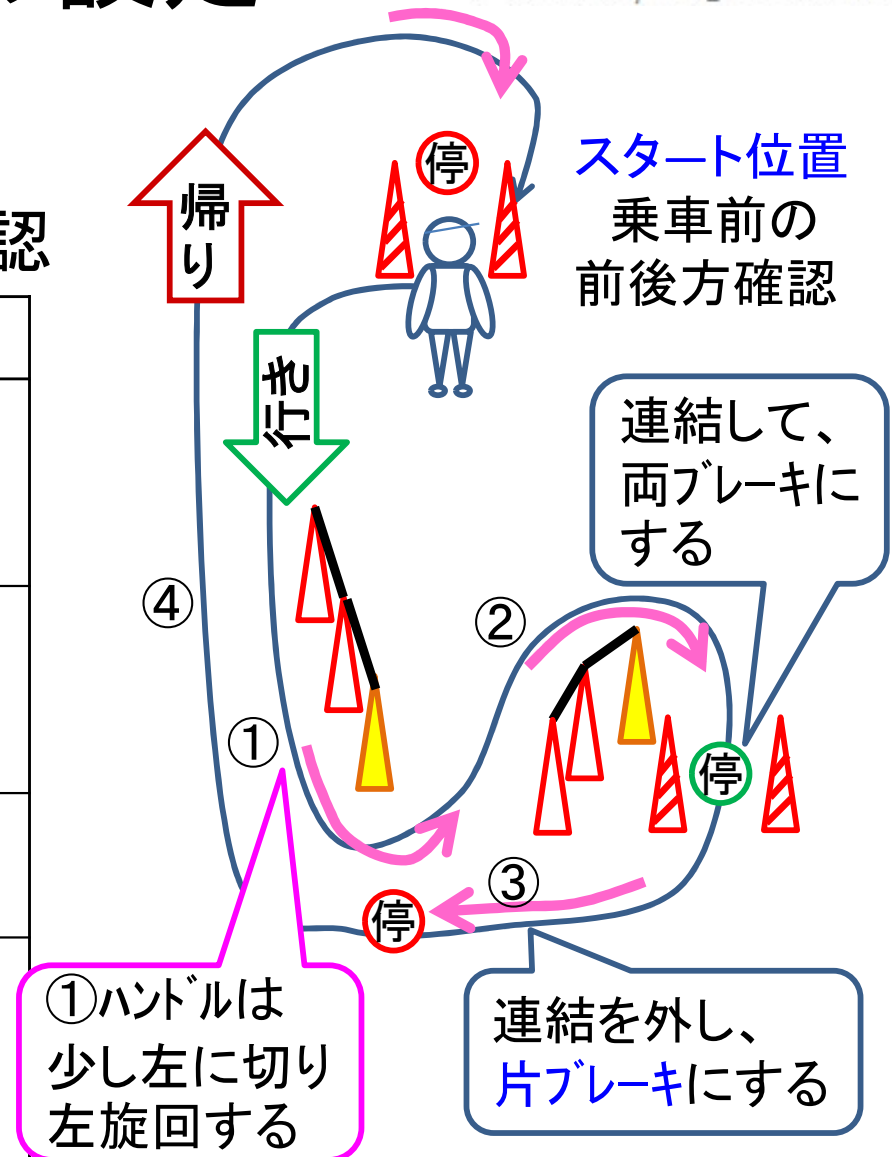 認
停
スタート位置
乗車前の
前後方確認
帰り
行き
連結して、
両ブレーキに
する
④
②
①
停
③
停
①ハンドルは
少し左に切り
左旋回する
連結を外し、
片ブレーキにする